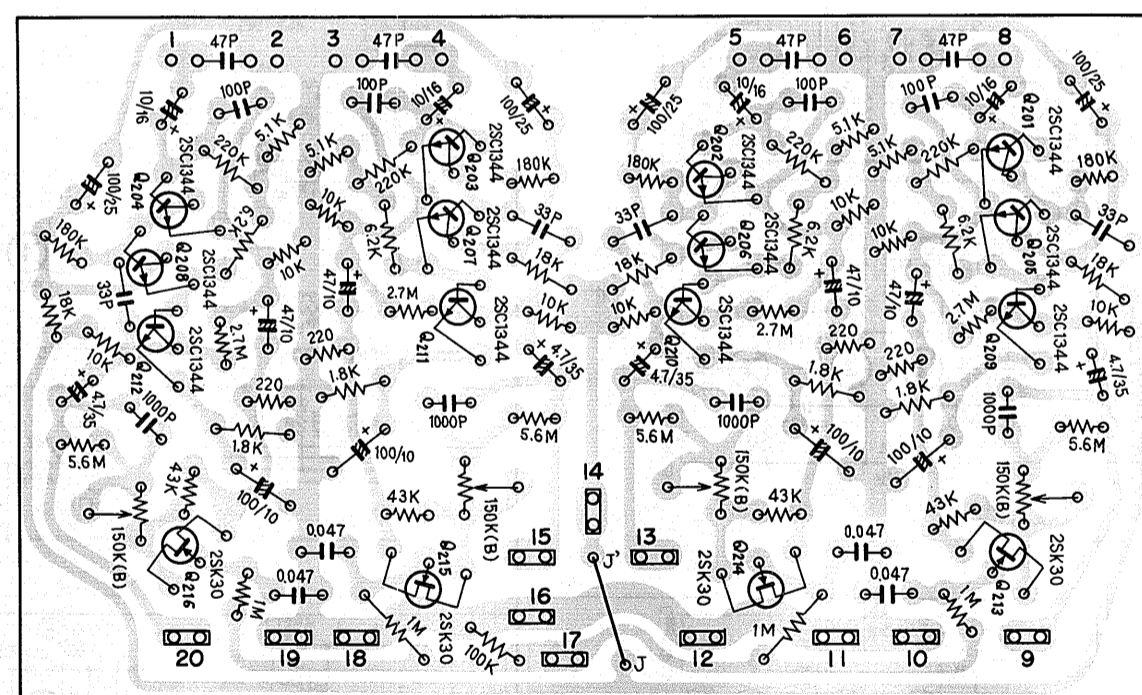 1 47P 2 3 47P 4 5 47P 6 7 47P 8
10/16 100P 100P 10/16 100/25 100/25 10/16 100P 100P 10/16 Q201 100/25
5.1K 5.1K Q203 2SC1344 Q202 2SC1344 5.1K 5.1K 2SC1344
220K 220K 180K 180K 220K 220K 180K
100/25 Q204 2SC1344 6.2K 10K 6.2K Q207 2SC1344 33P 33P Q206 2SC1344 6.2K 10K 10K 6.2K Q205 2SC1344 33P
180K Q208 2SC1344 10K 18K 18K 18K
33P 18K 47/10 47/10 2.7M 10K 10K 2.7M 47/10 47/10 2.7M 10K
10K Q212 2SC1344 2.7M 220 Q211 2SC1344 4.7/35 Q210 2SC1344 220 220 Q209 2SC1344 4.7/35
4.7/35 1000P 220 1.8K 4.7/35 1.8K 1.8K
5.6M 1.8K 1000P 5.6M 5.6M 1000P 1000P 5.6M
100/10 100/10 100/10 100/10
43K 150K(B) 43K 150K(B) 14 150K(B) 43K 43K 150K(B)
0.047 15 13 0.047
Q216 2SK30 0.047 Q215 2SK30 J' Q214 2SK30 0.047 Q213 2SK30
1M 1M 100K 16 1M 1M
20 19 18 17 J 12 11 10 9